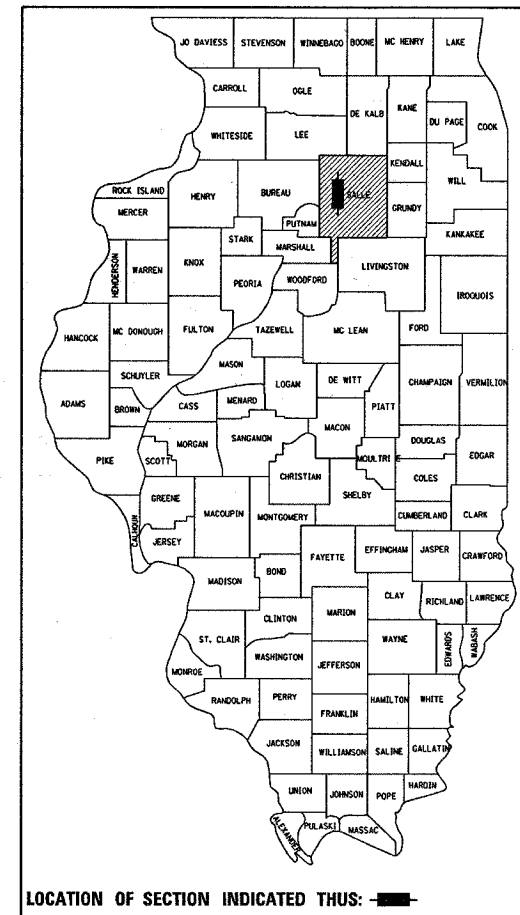 JO DAVIESS STEVENSON WINNEBAGO BOONE MC HENRY LAKE
CARROLL OGLE
DE KALB KANE
DU PAGE COOK
WHITESIDE LEE
KENDALL
WILL
ROCK ISLAND HENRY BUREAU SALLE
GRUNDY
MERCER PUTNAM
KANKAKEE
STARK
MARSHALL
HENDERSON WARREN KNOX LIVINGSTON
PEORIA WOODFORD
IROQUOIS
HANCOCK MC DONOUGH FULTON TAZEWELL MC LEAN FORD
MASON
SCHUYLER LOGAN DE WITT
CHAMPAIGN VERMILION
ADAMS BROWN CASS MENARD PIATT
MACON
SANGAMON
MORGAN DOUGLAS
PIKE SCOTT MOULTRIE EDGAR
CHRISTIAN COLES
SHELBY
GREENE
CALHOUN MACOUPIN MONTGOMERY CUMBERLAND CLARK
JERSEY
FAYETTE EFFINGHAM JASPER CRAWFORD
BOND
MADISON
CLAY RICHLAND LAWRENCE
MARION
CLINTON
ST. CLAIR WAYNE EDWARDS WABASH
WASHINGTON JEFFERSON
MONROE
RANDOLPH PERRY HAMILTON WHITE
FRANKLIN
JACKSON WILLIAMSON SALINE GALLATIN
UNION JOHNSON POPE HARDIN
ALEXANDER PULASKI MASSAC
LOCATION OF SECTION INDICATED THUS: